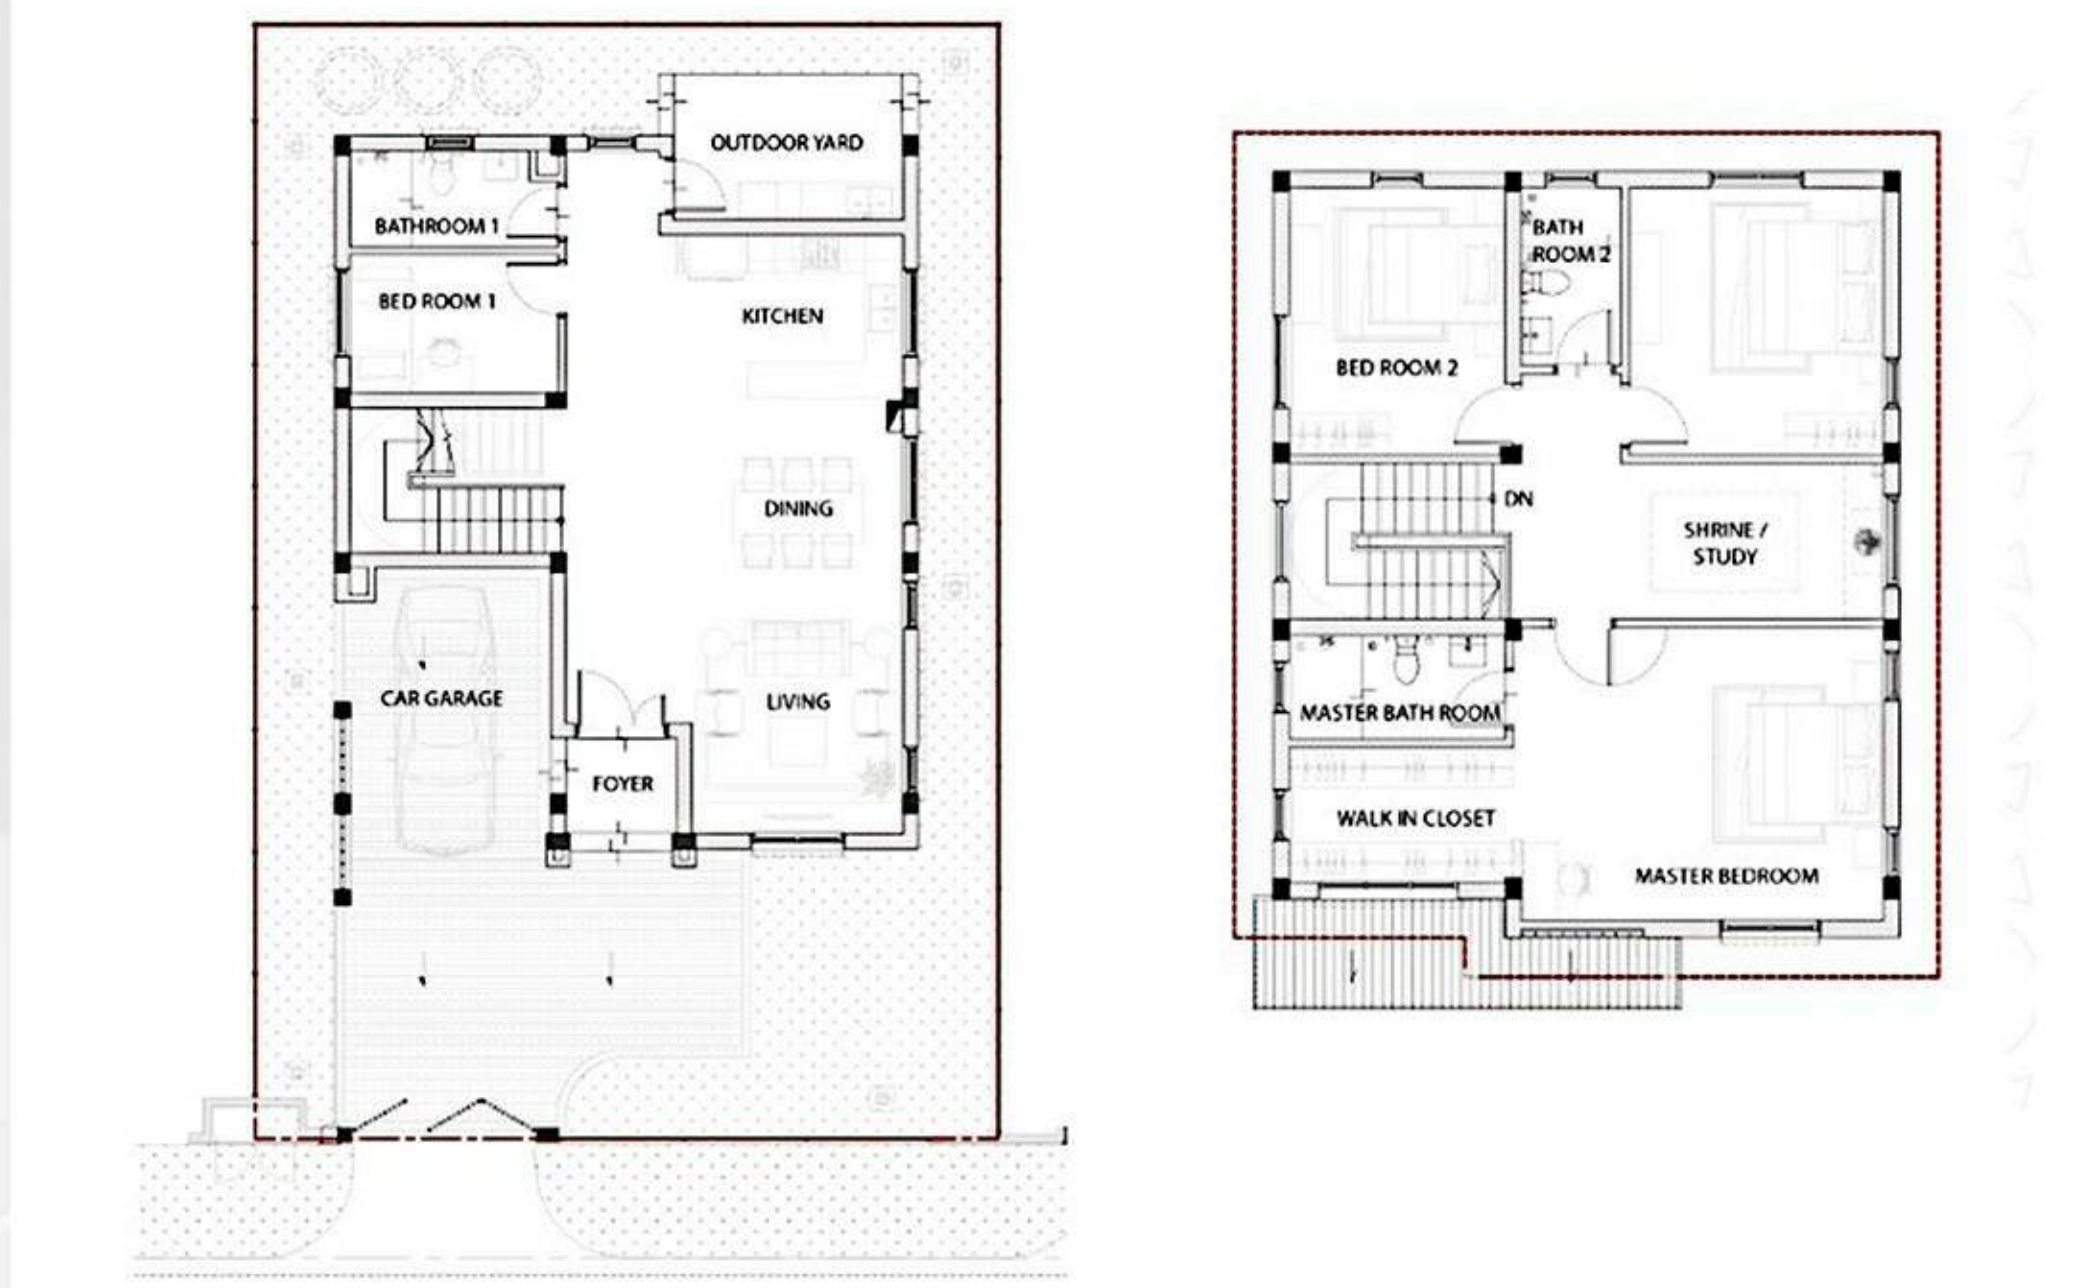 OUTDOOR YARD
BATHROOM 1
BED ROOM 1
KITCHEN
DINING
CAR GARAGE
LIVING
FOYER
BATH
ROOM 2
BED ROOM 2
DN
SHRINE /
STUDY
MASTER BATH ROOM
WALK IN CLOSET
MASTER BEDROOM